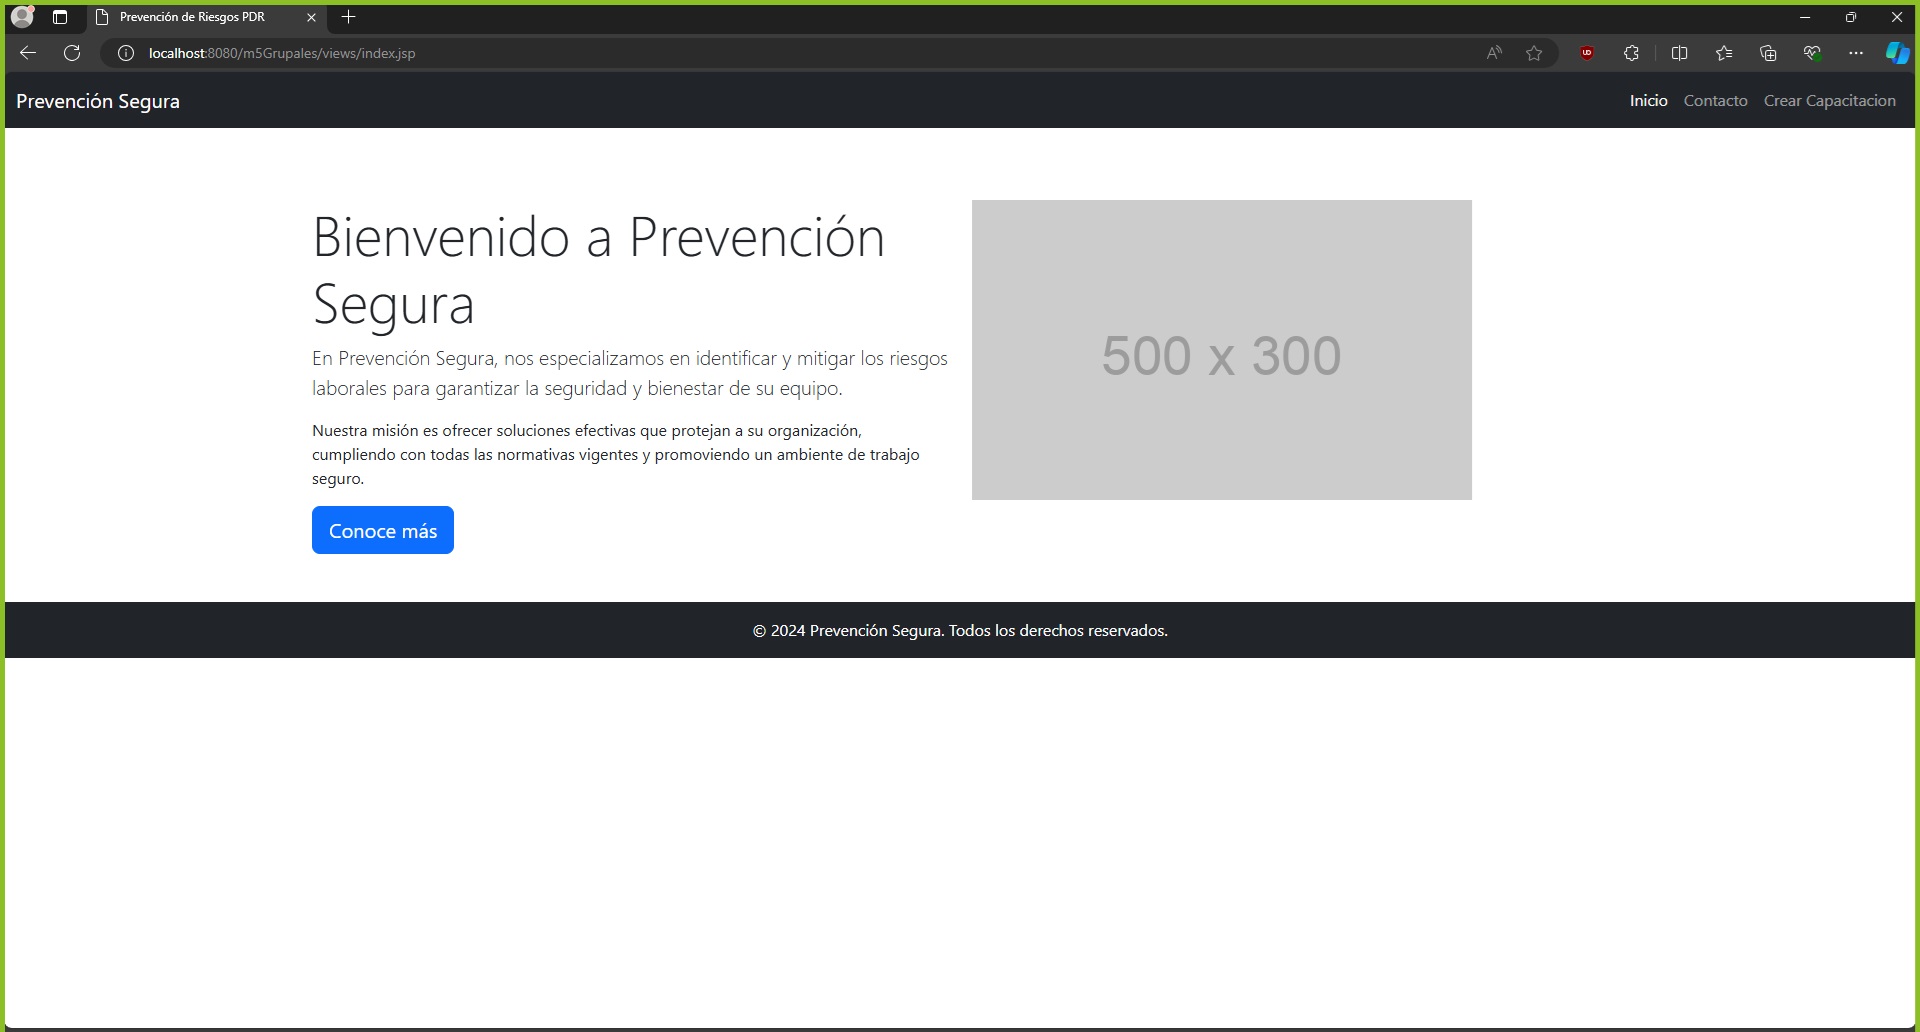 Prevención de Riesgos PDR
localhost:8080/m5Grupales/views/index.jsp
Prevención Segura
Inicio Contacto Crear Capacitacion
Bienvenido a Prevención
Segura
En Prevención Segura, nos especializamos en identificar y mitigar los riesgos
laborales para garantizar la seguridad y bienestar de su equipo.
Nuestra misión es ofrecer soluciones efectivas que protejan a su organización,
cumpliendo con todas las normativas vigentes y promoviendo un ambiente de trabajo
seguro.
Conoce más
500 x 300
© 2024 Prevención Segura. Todos los derechos reservados.